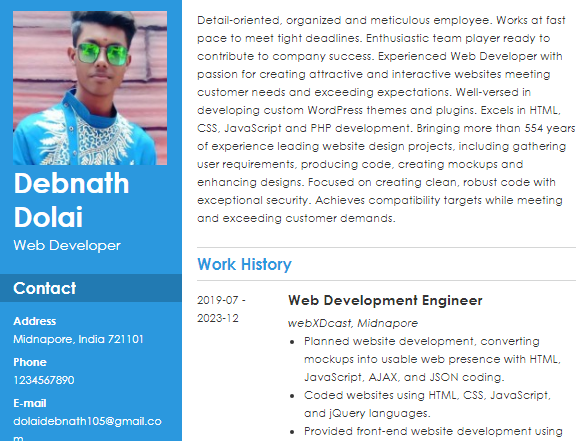 Debnath
Dolai
Web Developer
Contact
Address
Midnapore, India 721101
Phone
1234567890
E-mail
dolaidebnath105@gmail.co
m
Detail-oriented, organized and meticulous employee. Works at fast
pace to meet tight deadlines. Enthusiastic team player ready to
contribute to company success. Experienced Web Developer with
passion for creating attractive and interactive websites meeting
customer needs and exceeding expectations. Well-versed in
developing custom WordPress themes and plugins. Excels in HTML,
CSS, JavaScript and PHP development. Bringing more than 554 years
of experience leading website design projects, including gathering
user requirements, producing code, creating mockups and
enhancing designs. Focused on creating clean, robust code with
exceptional security. Achieves compatibility targets while meeting
and exceeding customer demands.
Work History
2019-07 -
2023-12
Web Development Engineer
webXDcast, Midnapore
• Planned website development, converting
mockups into usable web presence with HTML,
JavaScript, AJAX, and JSON coding.
• Coded websites using HTML, CSS, JavaScript,
and jQuery languages.
• Provided front-end website development using